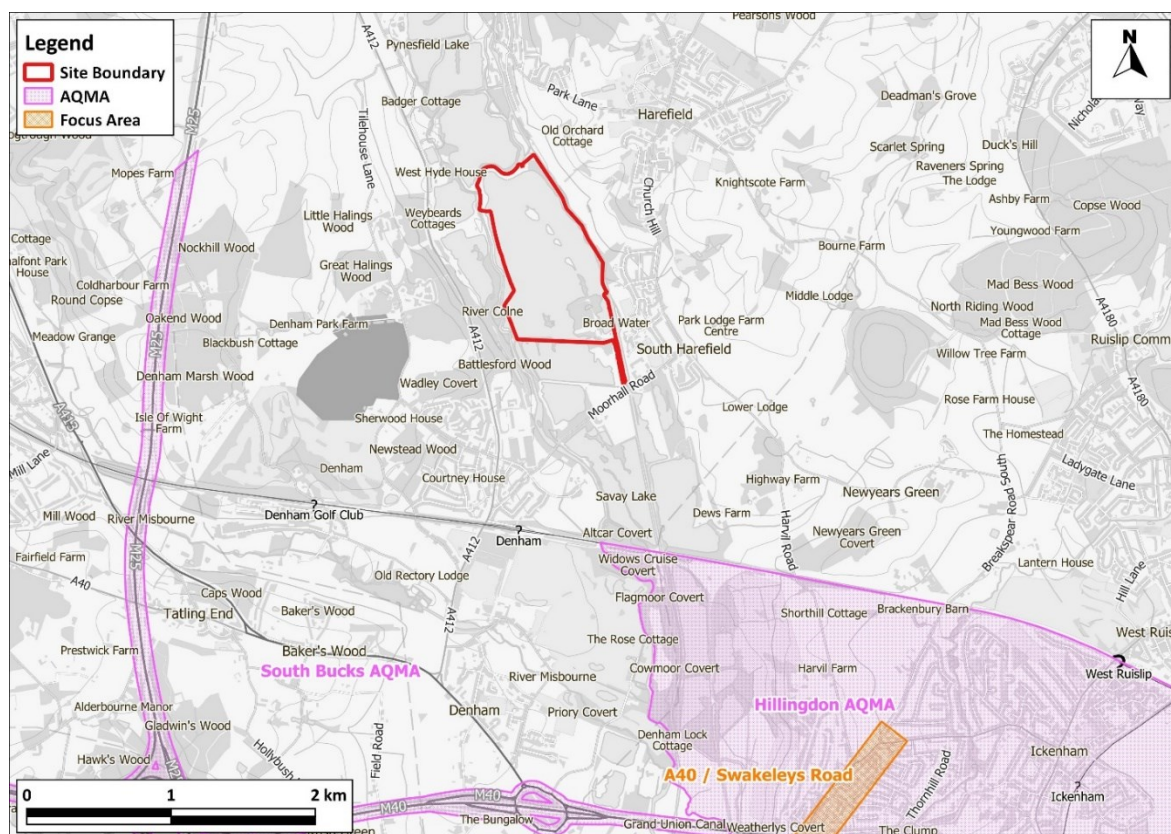 Legend
Site Boundary
AQMA
Focus Area
N
Pynesfield Lake
A412
Pearsons Wood
Park Lane
Harefield
Deadman's Grove
Badger Cottage
Tilehouse Lane
Old Orchard
Cottage
Scarlet Spring
Duck's Hill
Raveners Spring
The Lodge
M25
Mopes Farm
West Hyde House
Knightscote Farm
Ashby Farm
Copse Wood
Little Halings
Wood
Weybeards
Cottages
Church Hill
Youngwood Farm
Cottage
Nockhill Wood
Bourne Farm
Great Halings
Wood
Coldharbour Farm
Round Copse
Middle Lodge
Mad Bess Wood
North Riding Wood
Mad Bess Wood
Cottage
A4180
Oakend Wood
River Colne
Denham Park Farm
Broad Water
Park Lodge Farm
Centre
Meadow Grange
Blackbush Cottage
M25
A412
South Harefield
Willow Tree Farm
Ruislip Comm
Battlesford Wood
Denham Marsh Wood
Wadley Covert
Moorhall Road
Rose Farm House
A4180
Isle Of Wight
Farm
Sherwood House
Lower Lodge
A413
Newstead Wood
The Homestead
Mill Lane
Denham
Courtney House
Highway Farm
Ladygate Lane
Newyears Green
Savay Lake
Breakspear Road South
Mill Wood
River Misbourne
Denham Golf Club
Dews Farm
Harvil Road
Denham
Altcar Covert
Newyears Green
Covert
Fairfield Farm
M25
A412
Widows Cruise
Covert
Lantern House
Hill Lane
A40
Old Rectory Lodge
Caps Wood
Flagmoor Covert
Tatling End
Baker's Wood
Shorthill Cottage
Brackenbury Barn
A412
The Rose Cottage
West Ruis
Prestwick Farm
Baker's Wood
South Bucks AQMA
River Misbourne
Cowmoor Covert
Harvil Farm
West Ruislip
Alderbourne Manor
Hillingdon AQMA
Gladwin's Wood
Denham
Priory Covert
Denham Lock
Cottage
Hawk's Wood
Field Road
Ickenham
A40 / Swakeleys Road
Thornhill Road
0 1 2 km
M40
M40
Ickenham
The Bungalow
Grand Union Canal
Weatherlys Covert
The Clump